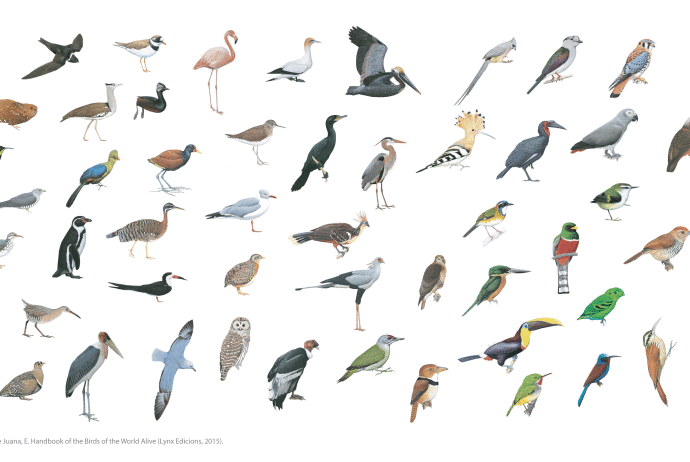 e Juana, E. Handbook of the Birds of the World Alive (Lynx Edicions, 2015).